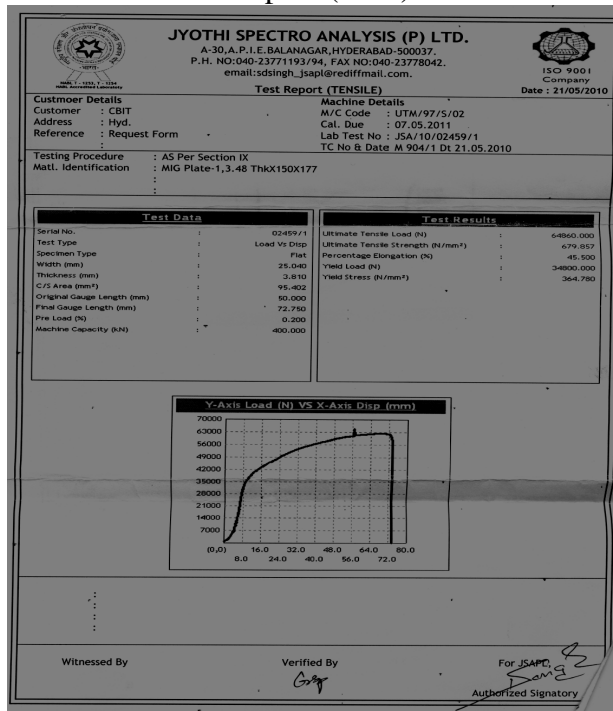 JYOTHI SPECTRO ANALYSIS (P) LTD.
A-30,A.P.I.E.BALANAGAR,HYDERABAD-500037.
P.H. NO:040-23771193/94, FAX NO:040-23778042.
email:sdsingh_jsapl@rediffmail.com.
NABL T - 1253, T - 1254
NABL Accredited Laboratory
ISO 9001
Company
Test Report (TENSILE)
Date : 21/05/2010
Custmoer Details
Customer : CBIT
Address : Hyd.
Reference : Request Form
:
Machine Details
M/C Code : UTM/97/S/02
Cal. Due : 07.05.2011
Lab Test No : JSA/10/02459/1
TC No & Date M 904/1 Dt 21.05.2010
Testing Procedure : AS Per Section IX
Matl. Identification : MIG Plate-1,3.48 ThkX150X177
:
:
Test Data
Serial No. : 02459/1
Test Type : Load Vs Disp
Specimen Type : Flat
Width (mm) : 25.040
Thickness (mm) : 3.810
C/S Area (mm²) : 95.402
Original Gauge Length (mm) : 50.000
Final Gauge Length (mm) : 72.750
Pre Load (%) : 0.200
Machine Capacity (kN) : 400.000
Test Results
Ultimate Tensile Load (N) : 64860.000
Ultimate Tensile Strength (N/mm²) : 679.857
Percentage Elongation (%) : 45.500
Yield Load (N) : 34800.000
Yield Stress (N/mm²) : 364.780
Y-Axis Load (N) VS X-Axis Disp (mm)
70000
63000
56000
49000
42000
35000
28000
21000
14000
7000
(0,0) 16.0 32.0 48.0 64.0 80.0
8.0 24.0 40.0 56.0 72.0
:
:
:
:
Witnessed By
Verified By
For JSAPL,
Authorized Signatory